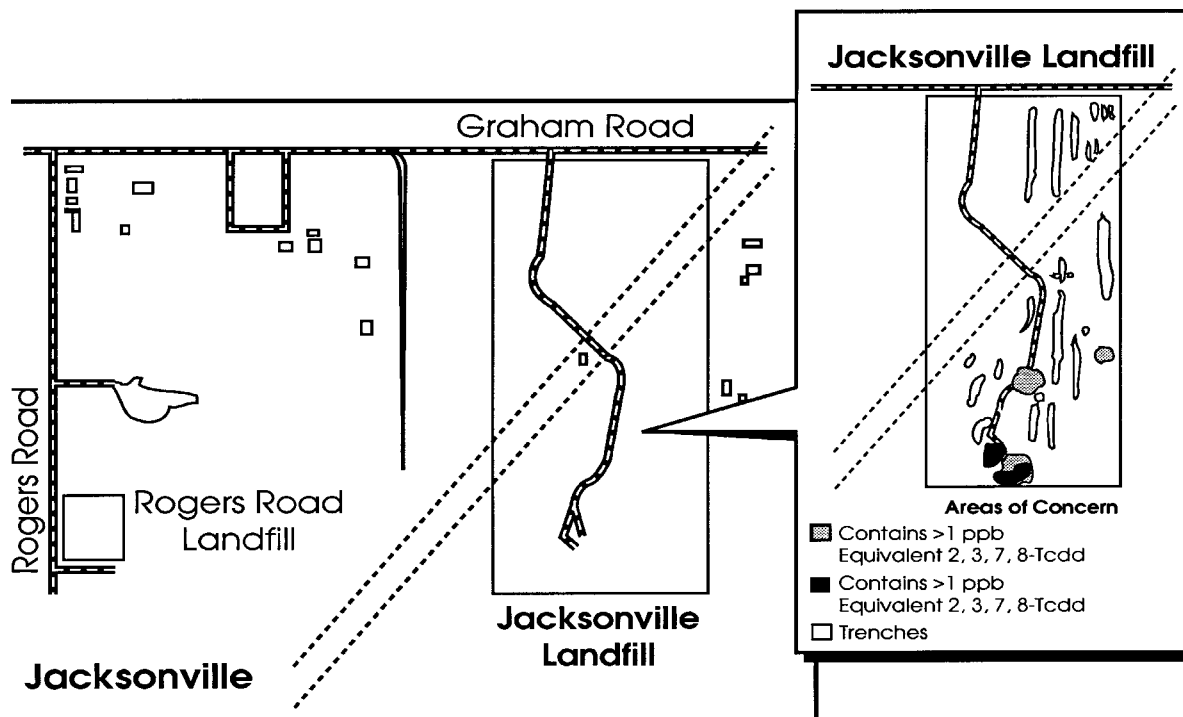 Jacksonville Landfill
Graham Road
Rogers Road
Rogers Road
Landfill
Jacksonville
Landfill
Jacksonville
Areas of Concern
Contains >1 ppb
Equivalent 2, 3, 7, 8-Tcdd
Contains >1 ppb
Equivalent 2, 3, 7, 8-Tcdd
Trenches